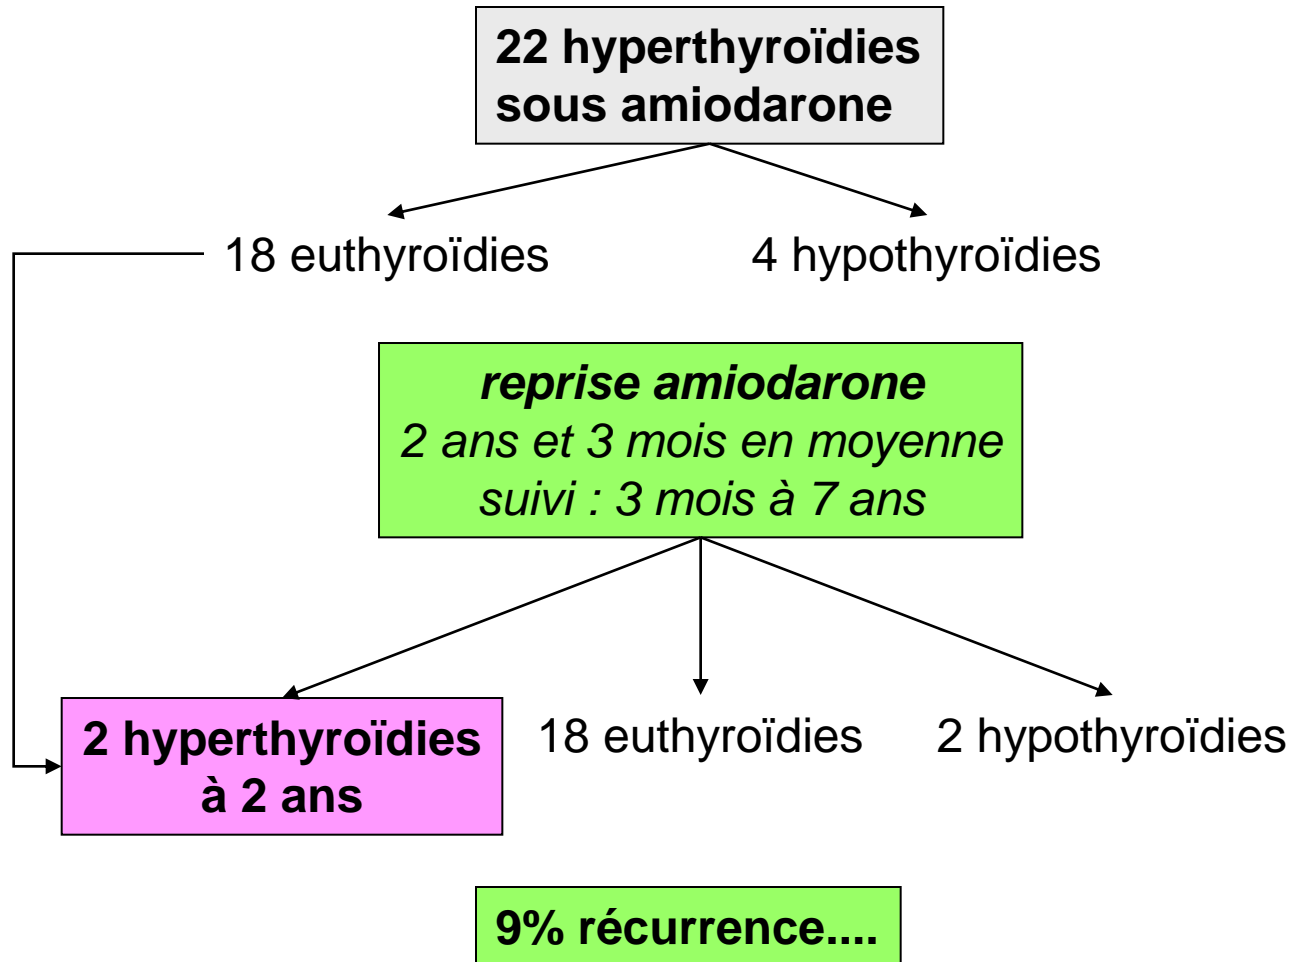 22 hyperthyroïdies
sous amiodarone
18 euthyroïdies
4 hypothyroïdies
reprise amiodarone
2 ans et 3 mois en moyenne
suivi : 3 mois à 7 ans
2 hyperthyroïdies
à 2 ans
18 euthyroïdies
2 hypothyroïdies
9% récurrence....